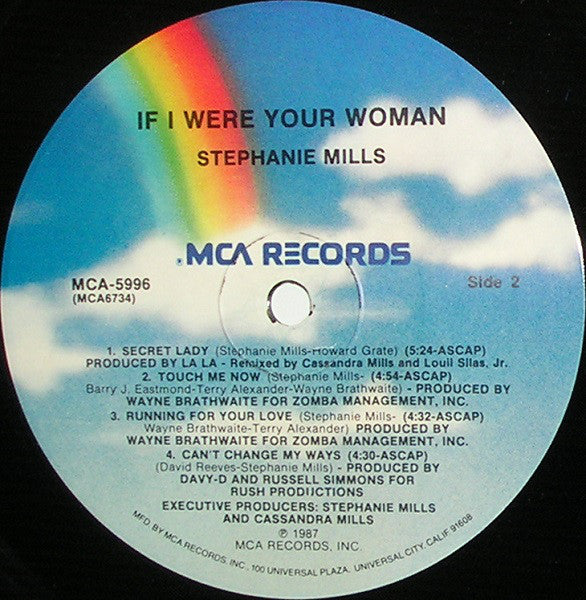 IF I WERE YOUR WOMAN
STEPHANIE MILLS
MCA RECORDS®
MCA-5996
(MCA6734)
Side 2
1. SECRET LADY (Stephanie Mills-Howard Grate) (5:24-ASCAP)
PRODUCED BY LA LA - Remixed by Cassandra Mills and Louil Silas, Jr.
2. TOUCH ME NOW (Stephanie Mills- (4:54-ASCAP)
Barry J. Eastmond-Terry Alexander-Wayne Brathwaite) - PRODUCED BY
WAYNE BRATHWAITE FOR ZOMBA MANAGEMENT, INC.
3. RUNNING FOR YOUR LOVE (Stephanie Mills- (4:32-ASCAP)
Wayne Brathwaite-Terry Alexander) PRODUCED BY
WAYNE BRATHWAITE FOR ZOMBA MANAGEMENT, INC.
4. CAN'T CHANGE MY WAYS (4:30-ASCAP)
(David Reeves-Stephanie Mills) - PRODUCED BY
DAVY-D AND RUSSELL SIMMONS FOR
RUSH PRODUCTIONS
EXECUTIVE PRODUCERS: STEPHANIE MILLS
AND CASSANDRA MILLS
℗ 1987
MCA RECORDS, INC.
MFD. BY MCA RECORDS, INC., 100 UNIVERSAL PLAZA, UNIVERSAL CITY, CALIF. 91608